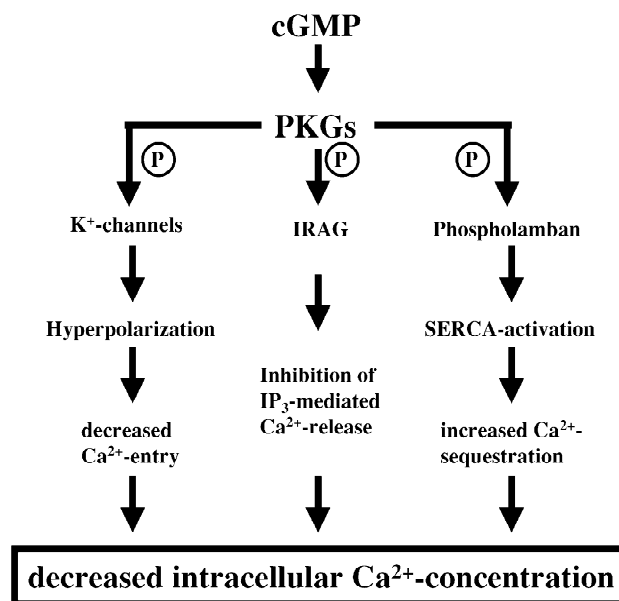 cGMP
PKGs
P
P
P
K⁺-channels
IRAG
Phospholamban
Hyperpolarization
SERCA-activation
Inhibition of
IP₃-mediated
Ca²⁺-release
decreased
Ca²⁺-entry
increased Ca²⁺-
sequestration
decreased intracellular Ca²⁺-concentration